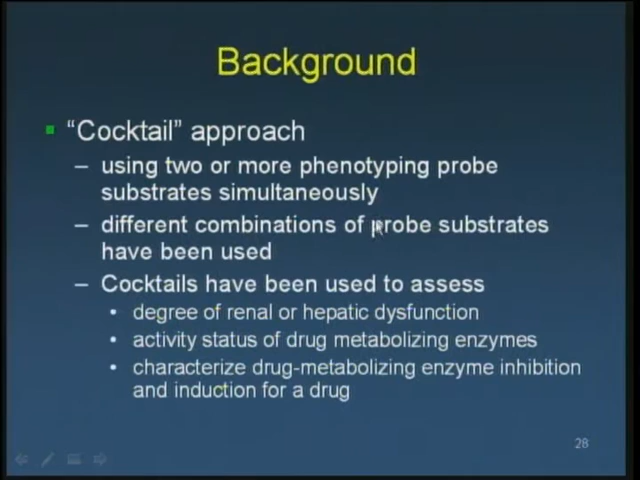 Background
"Cocktail" approach
– using two or more phenotyping probe
substrates simultaneously
– different combinations of probe substrates
have been used
– Cocktails have been used to assess
• degree of renal or hepatic dysfunction
• activity status of drug metabolizing enzymes
• characterize drug-metabolizing enzyme inhibition
and induction for a drug
28